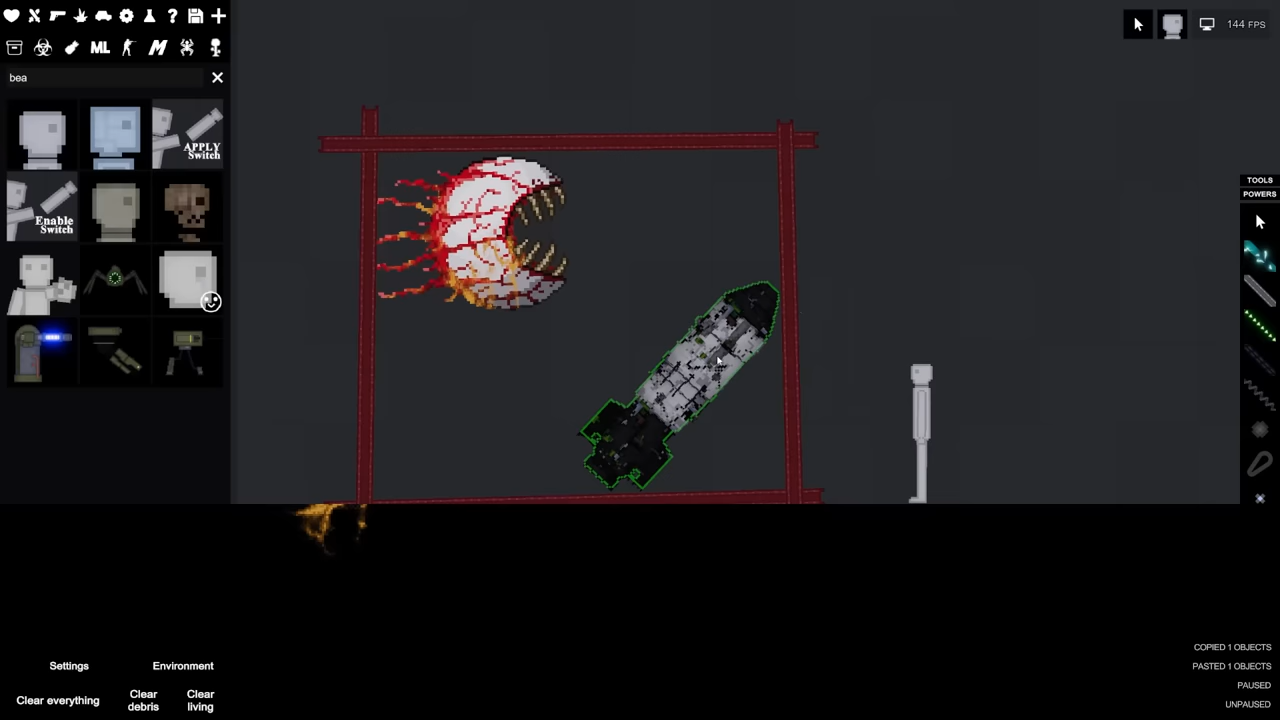 144 FPS
ML
bea
APPLY
Switch
Enable
Switch
TOOLS
POWERS
Settings
Environment
Clear everything
Clear
debris
Clear
living
COPIED 1 OBJECTS
PASTED 1 OBJECTS
PAUSED
UNPAUSED